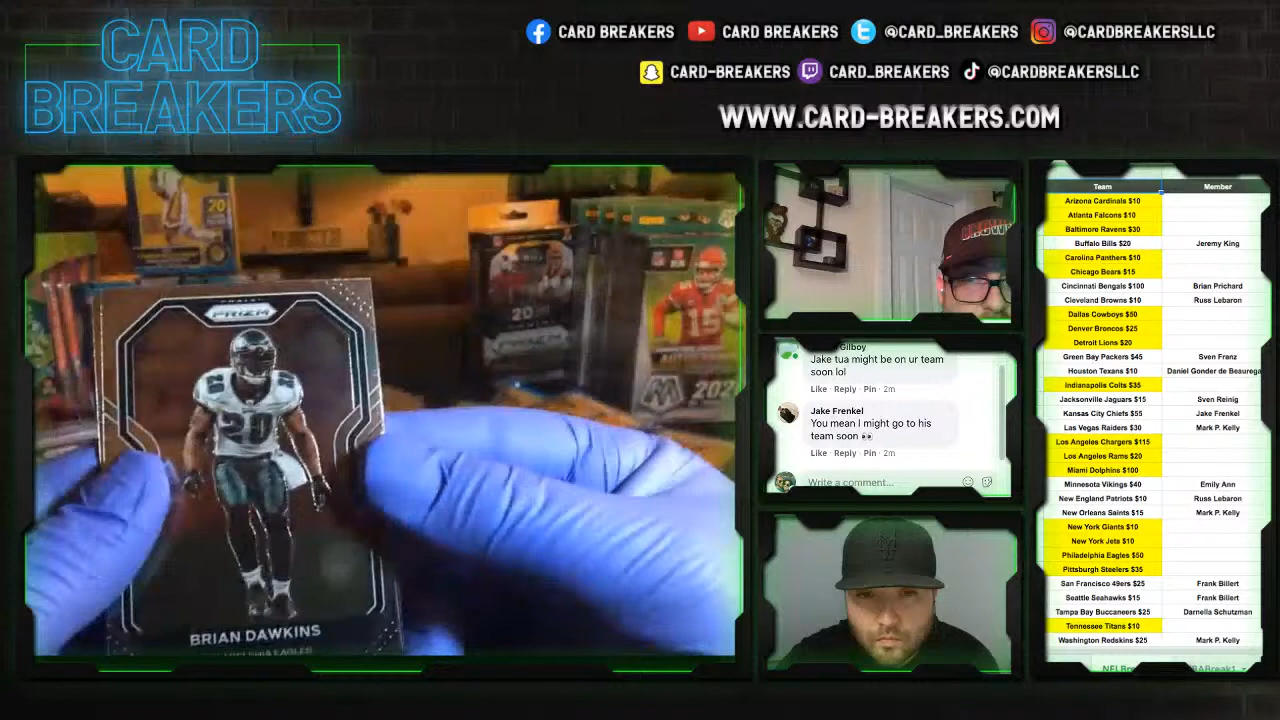 CARD
BREAKERS
CARD BREAKERS CARD BREAKERS @CARD_BREAKERS @CARDBREAKERSLLC
CARD-BREAKERS CARD_BREAKERS @CARDBREAKERSLLC
WWW.CARD-BREAKERS.COM
20
PRIZM
20
BRIAN DAWKINS
PHILADELPHIA EAGLES
20
PRIZM
15
Gilboy
Jake tua might be on ur team
soon lol
Like · Reply · Pin · 2m
Jake Frenkel
You mean I might go to his
team soon 👀
Like · Reply · Pin · 2m
Write a comment...
Team Member
Arizona Cardinals $10
Atlanta Falcons $10
Baltimore Ravens $30
Buffalo Bills $20 Jeremy King
Carolina Panthers $10
Chicago Bears $15
Cincinnati Bengals $100 Brian Prichard
Cleveland Browns $10 Russ Lebaron
Dallas Cowboys $50
Denver Broncos $25
Detroit Lions $20
Green Bay Packers $45 Sven Franz
Houston Texans $10 Daniel Gonder de Beaurega
Indianapolis Colts $35
Jacksonville Jaguars $15 Sven Reinig
Kansas City Chiefs $55 Jake Frenkel
Las Vegas Raiders $30 Mark P. Kelly
Los Angeles Chargers $115
Los Angeles Rams $20
Miami Dolphins $100
Minnesota Vikings $40 Emily Ann
New England Patriots $10 Russ Lebaron
New Orleans Saints $15 Mark P. Kelly
New York Giants $10
New York Jets $10
Philadelphia Eagles $50
Pittsburgh Steelers $35
San Francisco 49ers $25 Frank Billert
Seattle Seahawks $15 Frank Billert
Tampa Bay Buccaneers $25 Darnella Schutzman
Tennessee Titans $10
Washington Redskins $25 Mark P. Kelly